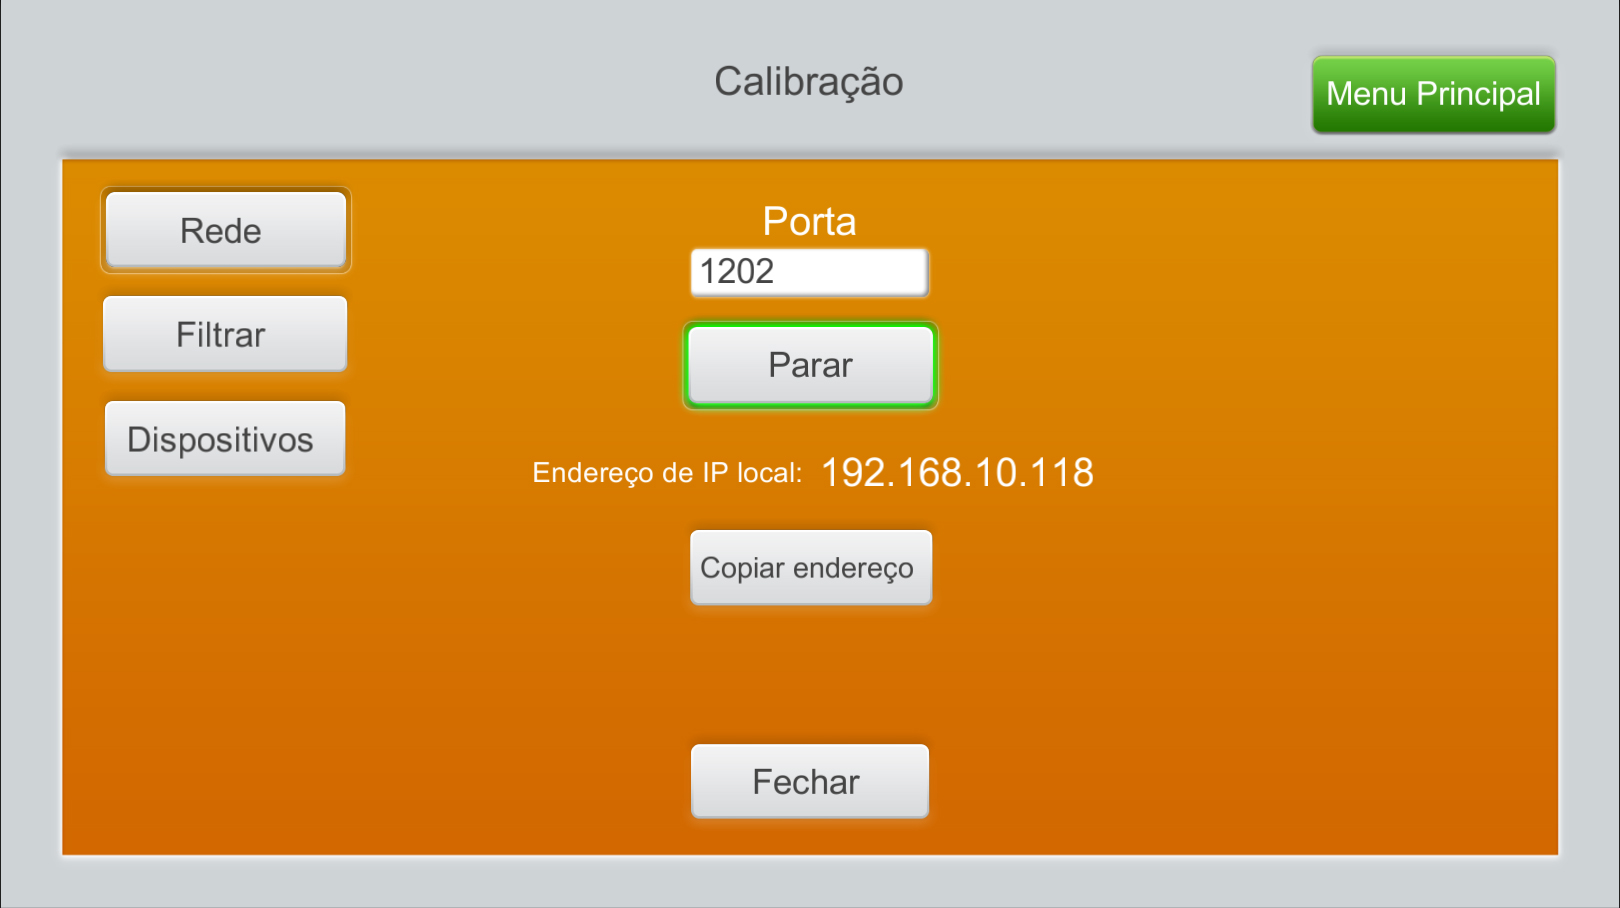 Calibração
Menu Principal
Rede
Filtrar
Dispositivos
Porta
1202
Parar
Endereço de IP local: 192.168.10.118
Copiar endereço
Fechar